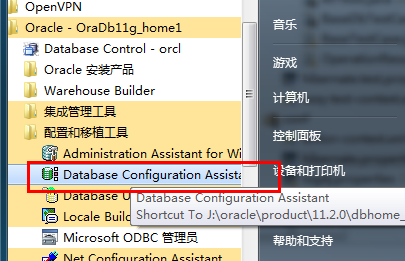 OpenVPN
Oracle - OraDb11g_home1
Database Control - orcl
Oracle 安装产品
Warehouse Builder
集成管理工具
配置和移植工具
Administration Assistant for Wi
Database Configuration Assista
Database U
Locale Build
Microsoft ODBC 管理员
Net Configuration Assistant
音乐
游戏
计算机
控制面板
设备和打印机
Database Configuration Assistant
Shortcut To J:\oracle\product\11.2.0\dbhome_
帮助和支持